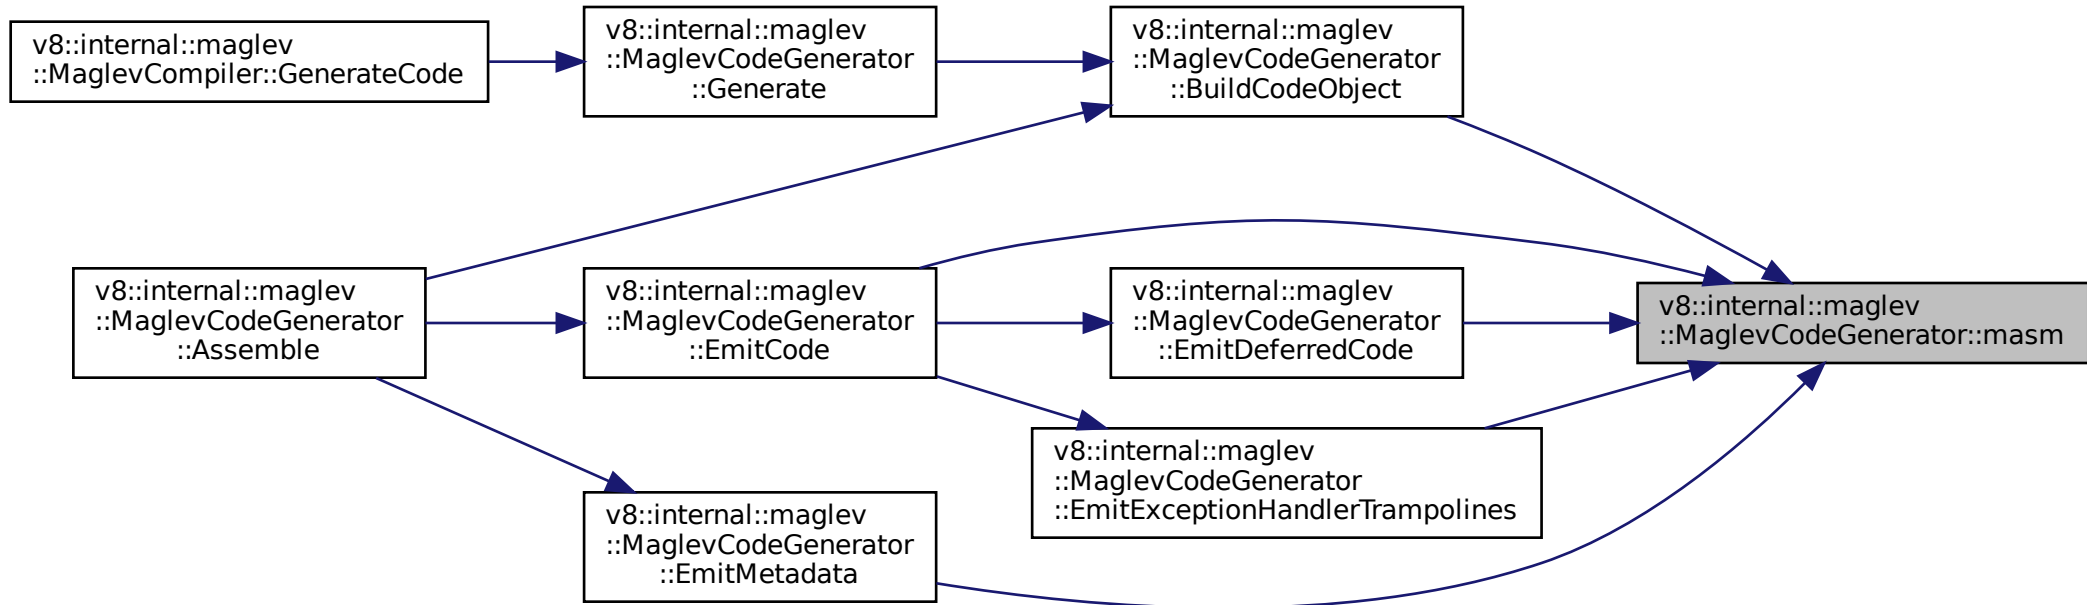 v8::internal::maglev
::MaglevCompiler::GenerateCode
v8::internal::maglev
::MaglevCodeGenerator
::Generate
v8::internal::maglev
::MaglevCodeGenerator
::BuildCodeObject
v8::internal::maglev
::MaglevCodeGenerator
::Assemble
v8::internal::maglev
::MaglevCodeGenerator
::EmitCode
v8::internal::maglev
::MaglevCodeGenerator
::EmitDeferredCode
v8::internal::maglev
::MaglevCodeGenerator::masm
v8::internal::maglev
::MaglevCodeGenerator
::EmitExceptionHandlerTrampolines
v8::internal::maglev
::MaglevCodeGenerator
::EmitMetadata